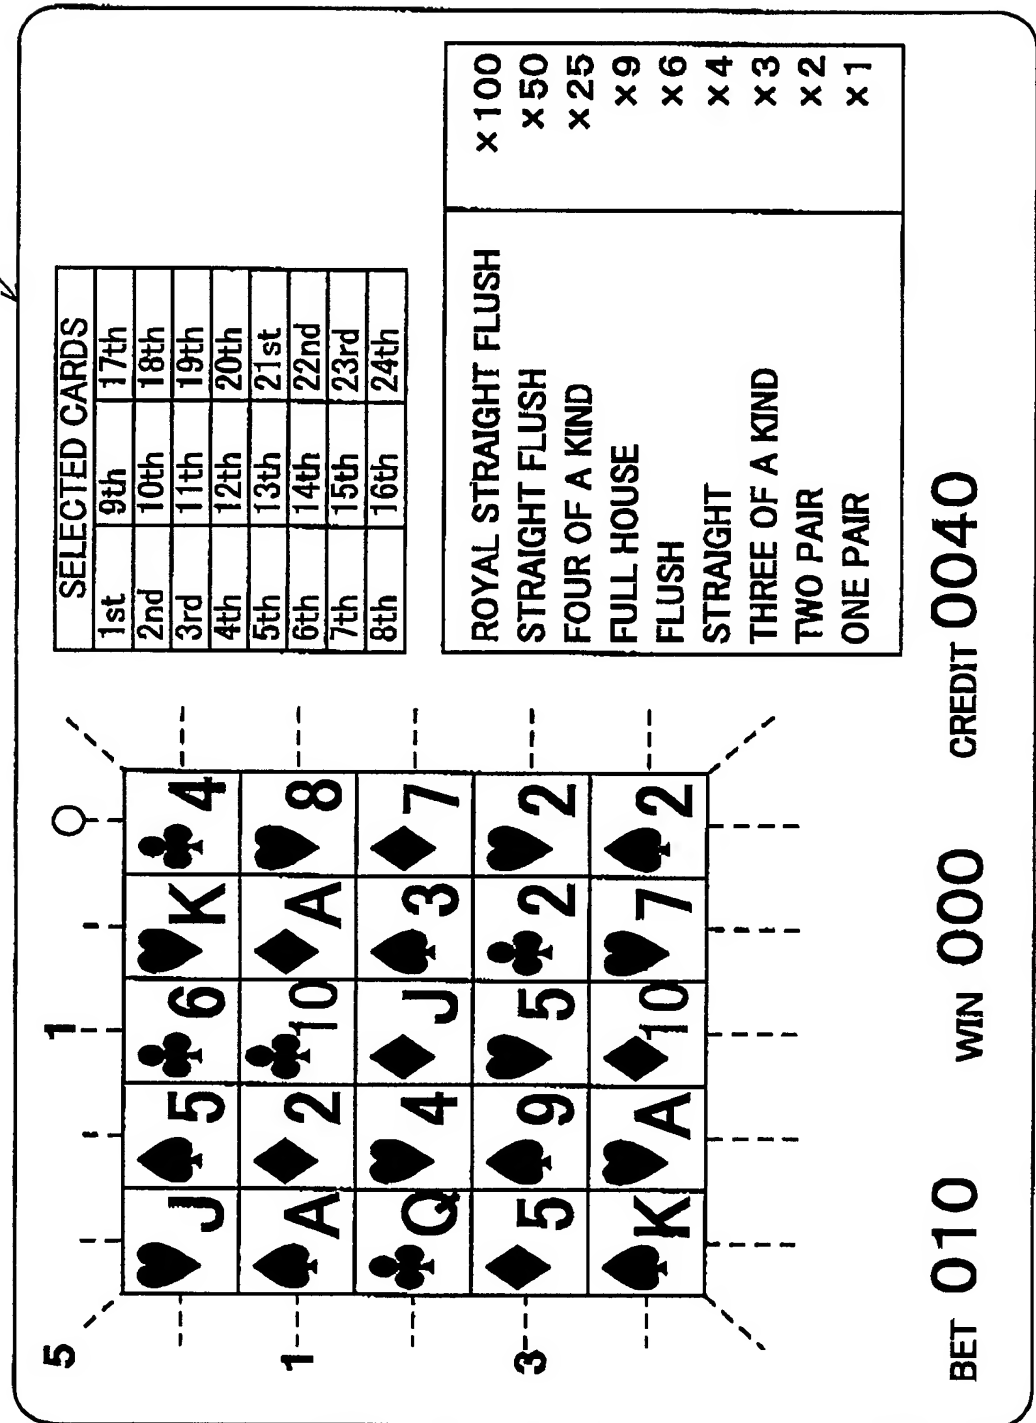 5 1 O
♥J ♠5 ♣6 ♥K ♣4
1 ♠A ♦2 ♣10 ♦A ♥8
♣Q ♥4 ♦J ♠3 ♦7
3 ♦5 ♠9 ♥5 ♣2 ♥2
♠K ♥A ♦10 ♥7 ♠2
SELECTED CARDS
1st 9th 17th
2nd 10th 18th
3rd 11th 19th
4th 12th 20th
5th 13th 21st
6th 14th 22nd
7th 15th 23rd
8th 16th 24th
ROYAL STRAIGHT FLUSH ×100
STRAIGHT FLUSH ×50
FOUR OF A KIND ×25
FULL HOUSE ×9
FLUSH ×6
STRAIGHT ×4
THREE OF A KIND ×3
TWO PAIR ×2
ONE PAIR ×1
BET 010 WIN 000 CREDIT 0040